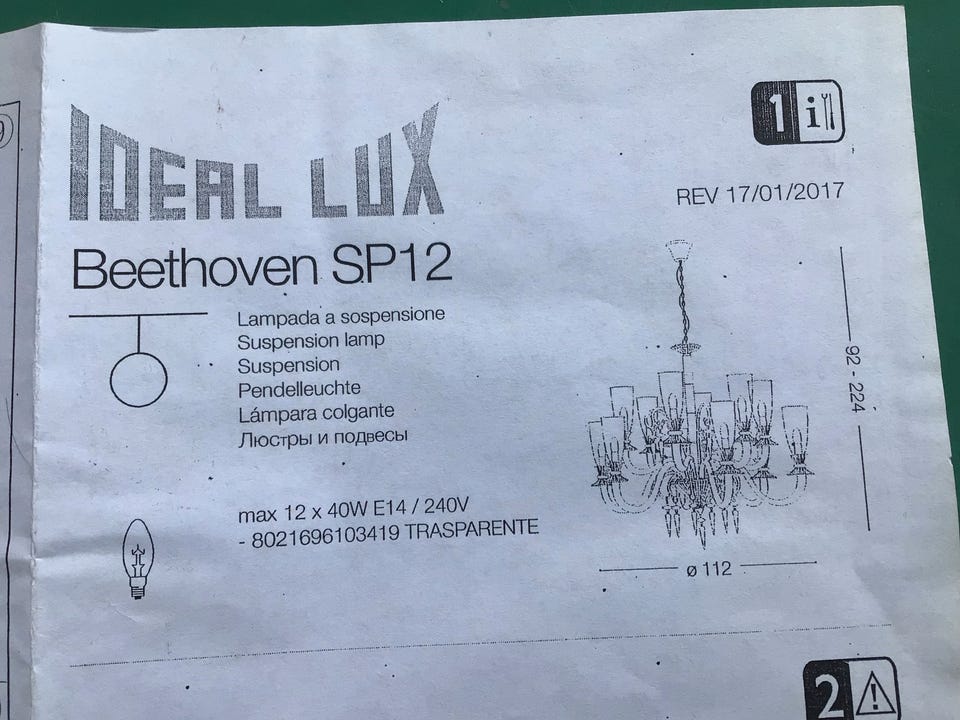 IDEAL LUX
1 i
REV 17/01/2017
Beethoven SP12
Lampada a sospensione
Suspension lamp
Suspension
Pendelleuchte
Lámpara colgante
Люстры и подвесы
92 - 224
max 12 x 40W E14 / 240V
- 8021696103419 TRASPARENTE
ø 112
2 !